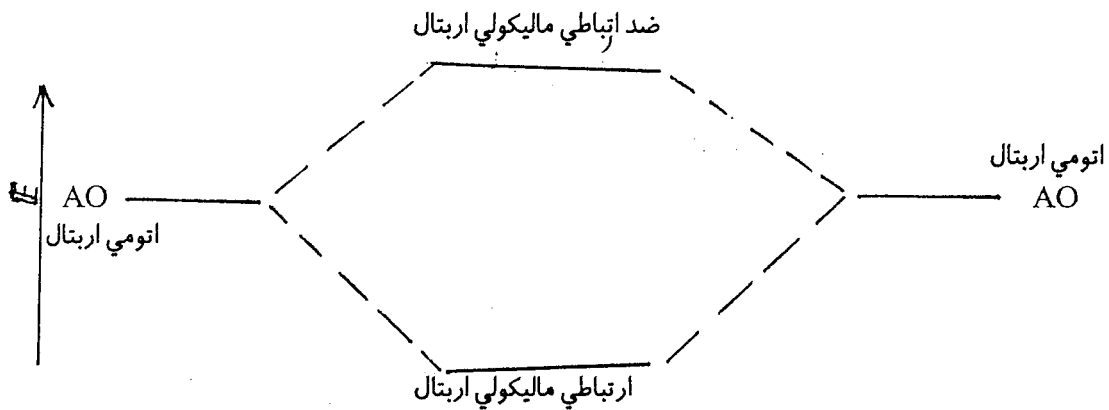 ضد اتباطي ماليكولي اربتال
ر
اتومي اربتال
AO
E AO
اتومي اربتال
ارتباطي ماليكولي اربتال